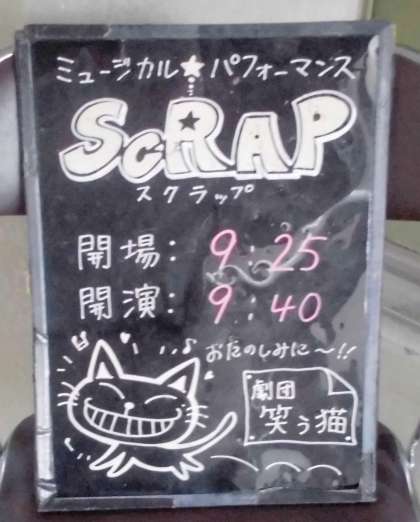 ミュージカル★パフォーマンス
SCRAP
スクラップ
開場: 9:25
開演: 9:40
おたのしみに〜!!
劇団
笑う猫